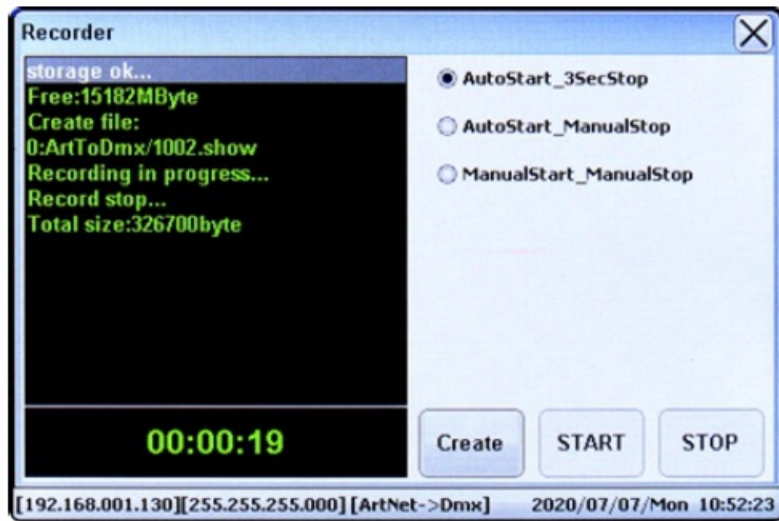 Recorder
storage ok...
Free:15182MByte
Create file:
0:ArtToDmx/1002.show
Recording in progress...
Record stop...
Total size:326700byte
AutoStart_3SecStop
AutoStart_ManualStop
ManualStart_ManualStop
00:00:19
Create
START
STOP
[192.168.001.130][255.255.255.000][ArtNet->Dmx] 2020/07/07/Mon 10:52:23